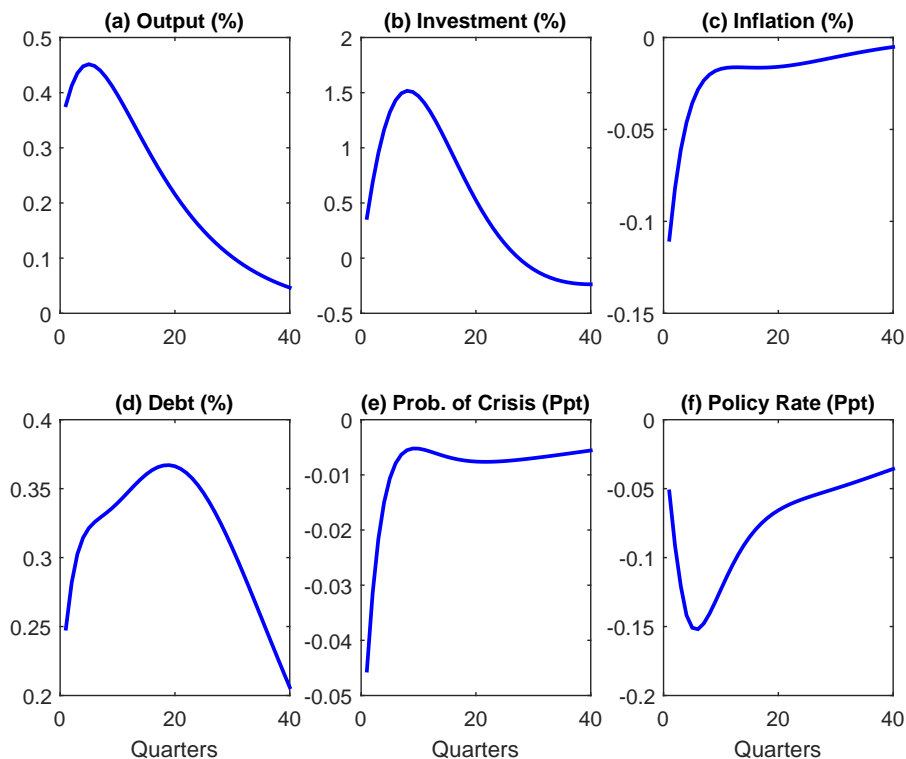 (a) Output (%)
(b) Investment (%)
(c) Inflation (%)
0.5
0.4
0.3
0.2
0.1
0
0 20 40
2
1.5
1
0.5
0
-0.5
0 20 40
0
-0.05
-0.1
-0.15
0 20 40
(d) Debt (%)
(e) Prob. of Crisis (Ppt)
(f) Policy Rate (Ppt)
0.4
0.35
0.3
0.25
0.2
0 20 40
Quarters
0
-0.01
-0.02
-0.03
-0.04
-0.05
0 20 40
Quarters
0
-0.05
-0.1
-0.15
-0.2
0 20 40
Quarters